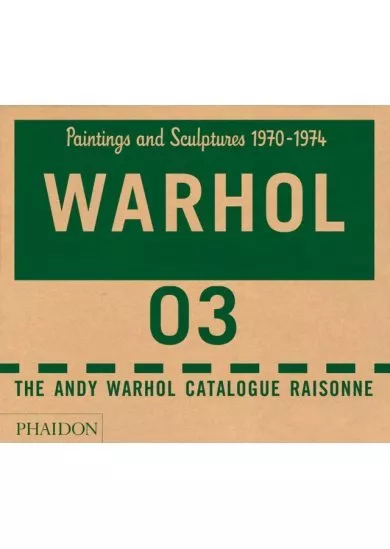 Paintings and Sculptures 1970-1974
WARHOL
03
THE ANDY WARHOL CATALOGUE RAISONNE
PHAIDON